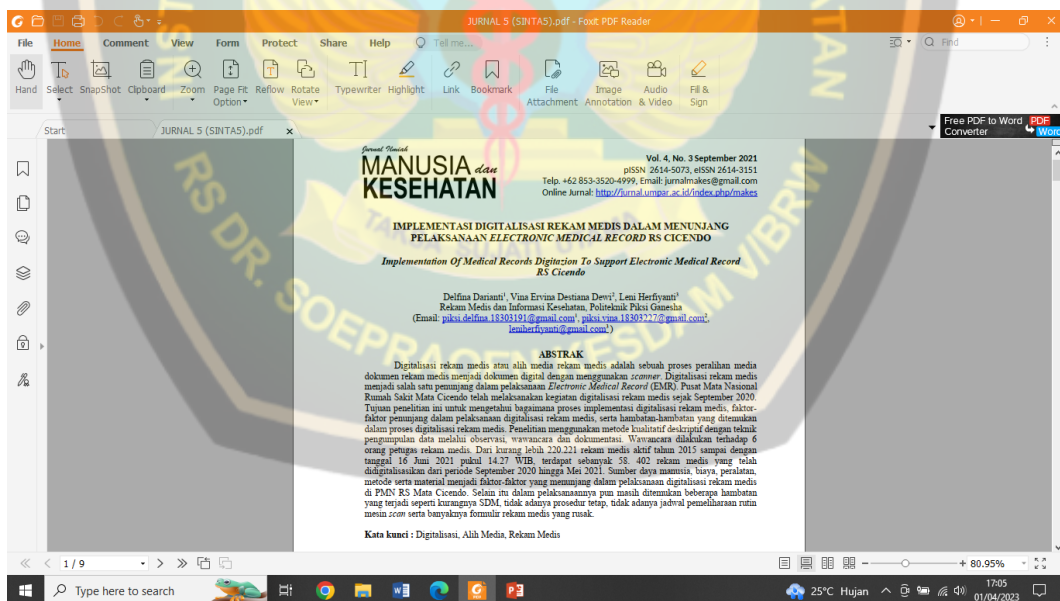 JURNAL 5 (SINTA5).pdf - Foxit PDF Reader
File Home Comment View Form Protect Share Help Tell me... Find
Hand Select SnapShot Clipboard Zoom Page Fit Option Reflow Rotate View Typewriter Highlight Link Bookmark File Attachment Image Annotation Audio & Video Fill & Sign
Start JURNAL 5 (SINTA5).pdf x
Free PDF to Word Converter PDF Word
Jurnal Ilmiah
MANUSIA dan
KESEHATAN
Vol. 4, No. 3 September 2021
pISSN 2614-5073, eISSN 2614-3151
Telp. +62 853-3520-4999, Email: jurnalmakes@gmail.com
Online Jurnal: http://jurnal.umpar.ac.id/index.php/makes
IMPLEMENTASI DIGITALISASI REKAM MEDIS DALAM MENUNJANG
PELAKSANAAN ELECTRONIC MEDICAL RECORD RS CICENDO
Implementation Of Medical Records Digitazion To Support Electronic Medical Record
RS Cicendo
Delfina Darianti¹, Vina Ervina Destiana Dewi², Leni Herfiyanti³
Rekam Medis dan Informasi Kesehatan, Politeknik Piksi Ganesha
(Email: piksi.delfina.18303191@gmail.com¹, piksi.vina.18303227@gmail.com²,
leniherfiyanti@gmail.com³)
ABSTRAK
Digitalisasi rekam medis atau alih media rekam medis adalah sebuah proses peralihan media
dokumen rekam medis menjadi dokumen digital dengan menggunakan scanner. Digitalisasi rekam medis
menjadi salah satu penunjang dalam pelaksanaan Electronic Medical Record (EMR). Pusat Mata Nasional
Rumah Sakit Mata Cicendo telah melaksanakan kegiatan digitalisasi rekam medis sejak September 2020.
Tujuan penelitian ini untuk mengetahui bagaimana proses implementasi digitalisasi rekam medis, faktor-
faktor penunjang dalam pelaksanaan digitalisasi rekam medis, serta hambatan-hambatan yang ditemukan
dalam proses digitalisasi rekam medis. Penelitian menggunakan metode kualitatif deskriptif dengan teknik
pengumpulan data melalui observasi, wawancara dan dokumentasi. Wawancara dilakukan terhadap 6
orang petugas rekam medis. Dari kurang lebih 220.221 rekam medis aktif tahun 2015 sampai dengan
tanggal 16 Juni 2021 pukul 14.27 WIB, terdapat sebanyak 58. 402 rekam medis yang telah
didigitalisasikan dari periode September 2020 hingga Mei 2021. Sumber daya manusia, biaya, peralatan,
metode serta material menjadi faktor-faktor yang menunjang dalam pelaksanaan digitalisasi rekam medis
di PMN RS Mata Cicendo. Selain itu dalam pelaksanaannya pun masih ditemukan beberapa hambatan
yang terjadi seperti kurangnya SDM, tidak adanya prosedur tetap, tidak adanya jadwal pemeliharaan rutin
mesin scan serta banyaknya formulir rekam medis yang rusak.
Kata kunci : Digitalisasi, Alih Media, Rekam Medis
1 / 9 80.95%
Type here to search 25°C Hujan 17:05
01/04/2023
RS DR. SOEPRAOEN KESDAM V/BRW